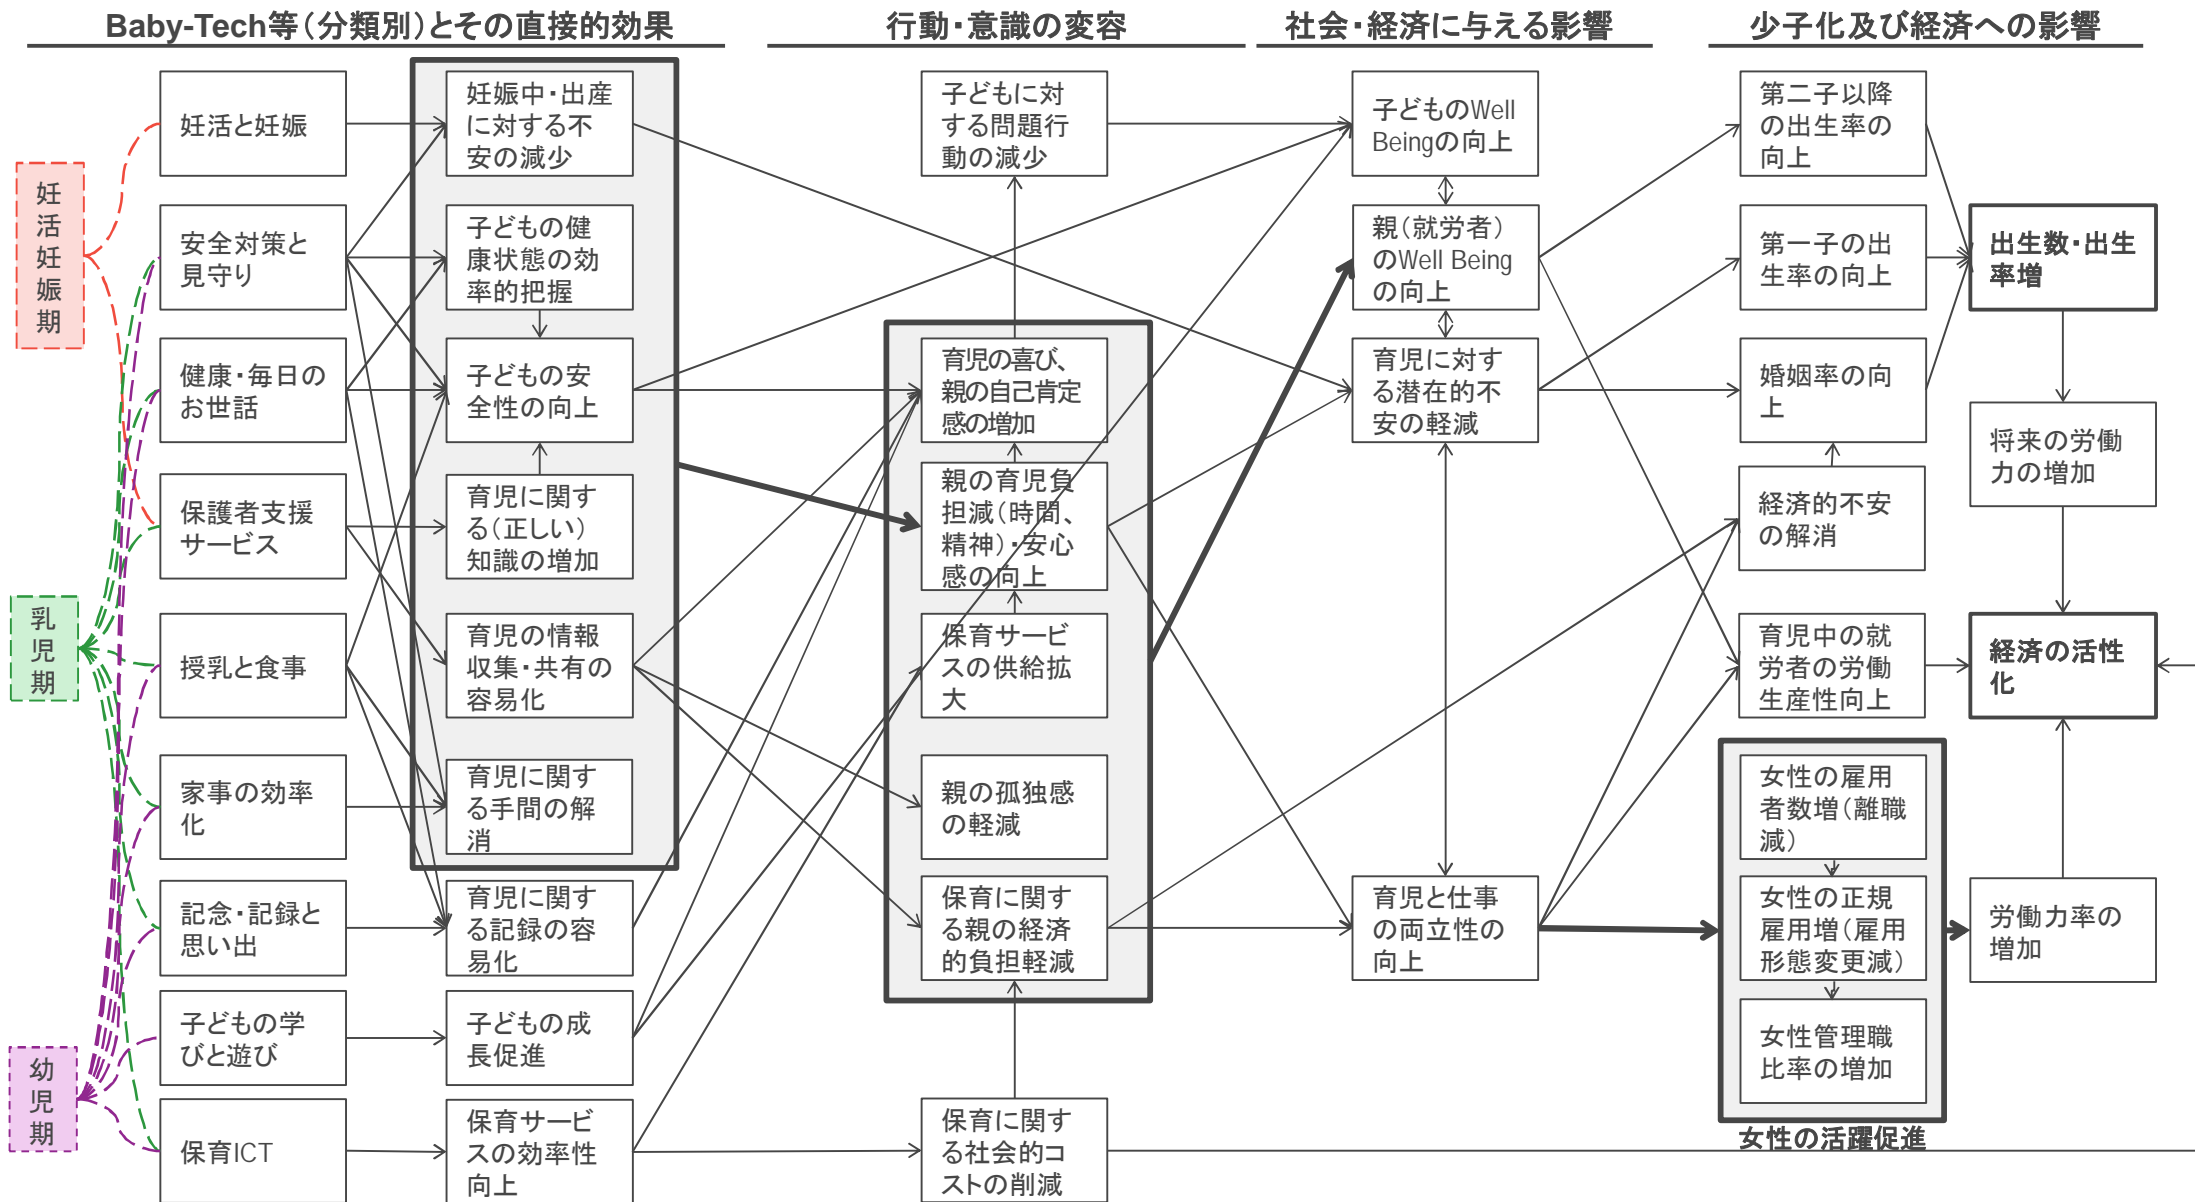 Baby-Tech等（分類別）とその直接的効果
行動・意識の変容
社会・経済に与える影響
少子化及び経済への影響
妊
活
妊
娠
期
乳
児
期
幼
児
期
妊活と妊娠
安全対策と
見守り
健康・毎日の
お世話
保護者支援
サービス
授乳と食事
家事の効率
化
記念・記録と
思い出
子どもの学
びと遊び
保育ICT
妊娠中・出産
に対する不
安の減少
子どもの健
康状態の効
率的把握
子どもの安
全性の向上
育児に関す
る（正しい）
知識の増加
育児の情報
収集・共有の
容易化
育児に関す
る手間の解
消
育児に関す
る記録の容
易化
子どもの成
長促進
保育サービ
スの効率性
向上
子どもに対
する問題行
動の減少
育児の喜び、
親の自己肯定
感の増加
親の育児負
担減（時間、
精神）・安心
感の向上
保育サービ
スの供給拡
大
親の孤独感
の軽減
保育に関す
る親の経済
的負担軽減
保育に関す
る社会的コ
ストの削減
子どものWell
Beingの向上
親（就労者）
のWell Being
の向上
育児に対す
る潜在的不
安の軽減
育児と仕事
の両立性の
向上
第二子以降
の出生率の
向上
第一子の出
生率の向上
婚姻率の向
上
経済的不安
の解消
育児中の就
労者の労働
生産性向上
女性の雇用
者数増（離職
減）
女性の正規
雇用増（雇用
形態変更減）
女性管理職
比率の増加
女性の活躍促進
出生数・出生
率増
将来の労働
力の増加
経済の活性
化
労働力率の
増加